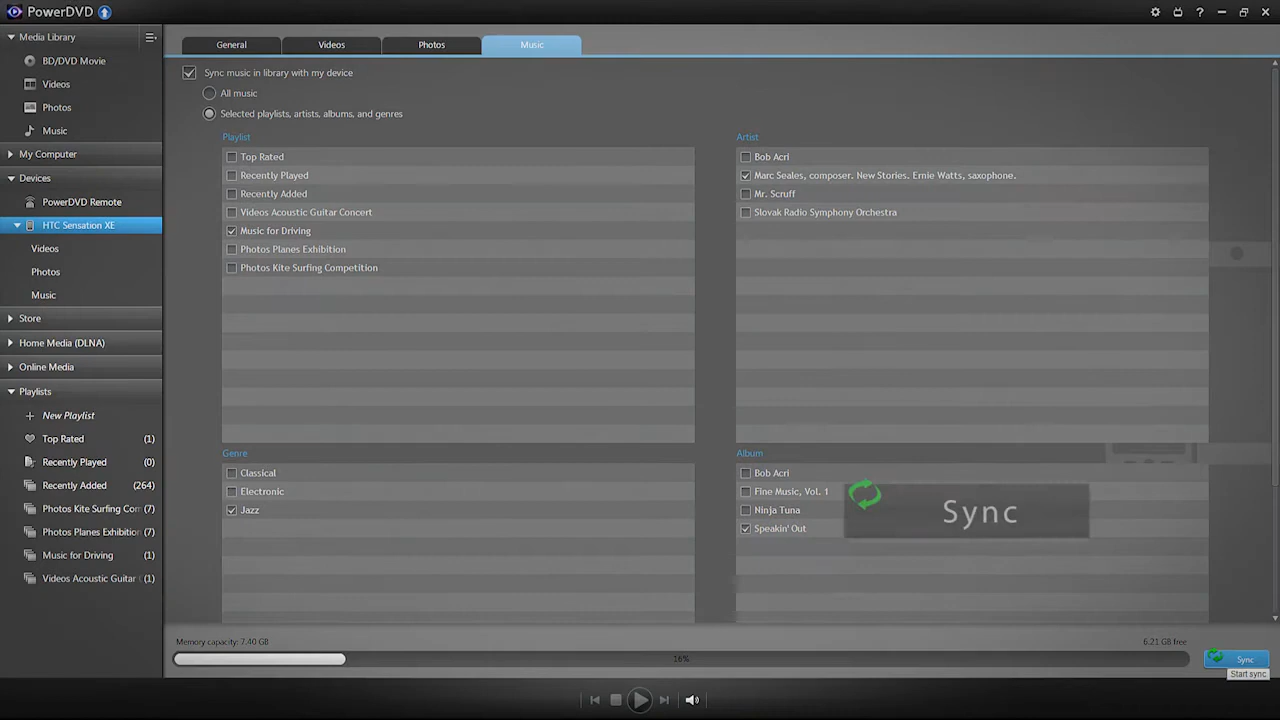 PowerDVD
Media Library
BD/DVD Movie
Videos
Photos
Music
My Computer
Devices
PowerDVD Remote
HTC Sensation XE
Videos
Photos
Music
Store
Home Media (DLNA)
Online Media
Playlists
New Playlist
Top Rated (1)
Recently Played (0)
Recently Added (264)
Photos Kite Surfing Com (7)
Photos Planes Exhibition (7)
Music for Driving (1)
Videos Acoustic Guitar (1)
General
Videos
Photos
Music
Sync music in library with my device
All music
Selected playlists, artists, albums, and genres
Playlist
Top Rated
Recently Played
Recently Added
Videos Acoustic Guitar Concert
Music for Driving
Photos Planes Exhibition
Photos Kite Surfing Competition
Artist
Bob Acri
Marc Seales, composer. New Stories. Ernie Watts, saxophone.
Mr. Scruff
Slovak Radio Symphony Orchestra
Genre
Classical
Electronic
Jazz
Album
Bob Acri
Fine Music, Vol. 1
Ninja Tuna
Speakin' Out
Sync
Memory capacity: 7.40 GB
6.21 GB free
16%
Sync
Start sync